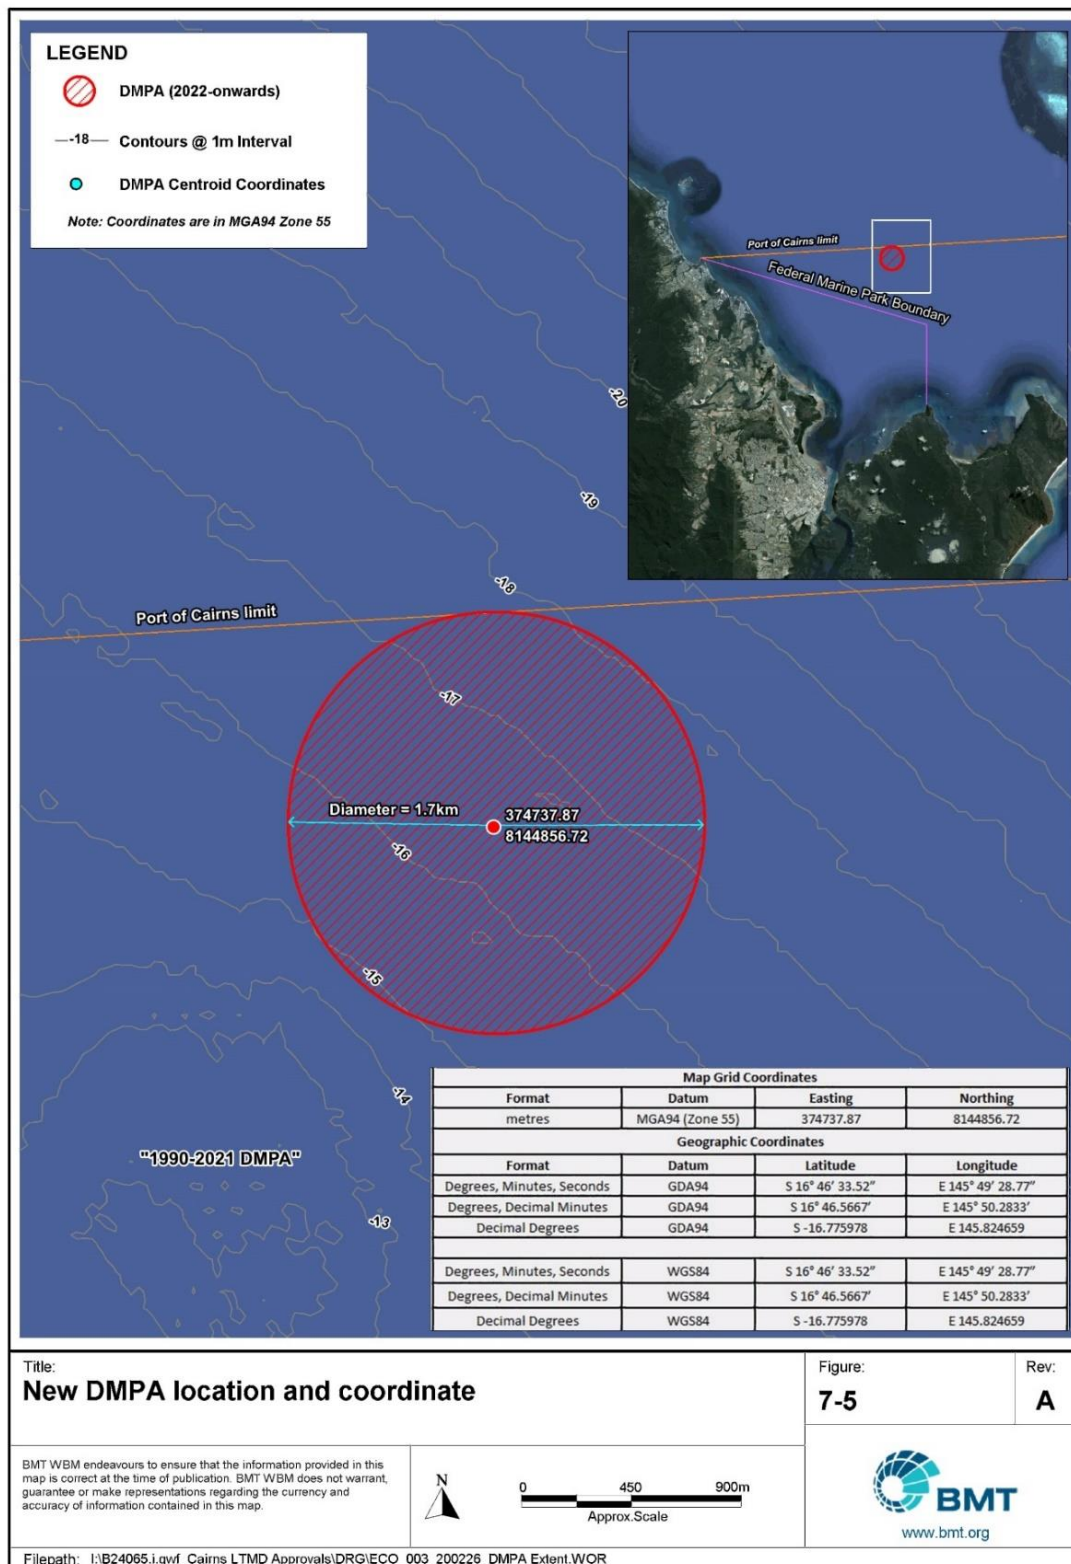 LEGEND
DMPA (2022-onwards)
-18 Contours @ 1m Interval
DMPA Centroid Coordinates
Note: Coordinates are in MGA94 Zone 55
Port of Cairns limit
Federal Marine Park Boundary
-20
-19
-18
Port of Cairns limit
-17
Diameter = 1.7km
374737.87
8144856.72
-16
-15
-14
"1990-2021 DMPA"
-13
Map Grid Coordinates
Format Datum Easting Northing
metres MGA94 (Zone 55) 374737.87 8144856.72
Geographic Coordinates
Format Datum Latitude Longitude
Degrees, Minutes, Seconds GDA94 S 16° 46' 33.52" E 145° 49' 28.77"
Degrees, Decimal Minutes GDA94 S 16° 46.5667' E 145° 50.2833'
Decimal Degrees GDA94 S -16.775978 E 145.824659
Degrees, Minutes, Seconds WGS84 S 16° 46' 33.52" E 145° 49' 28.77"
Degrees, Decimal Minutes WGS84 S 16° 46.5667' E 145° 50.2833'
Decimal Degrees WGS84 S -16.775978 E 145.824659
Title:
New DMPA location and coordinate
Figure:
7-5
Rev:
A
BMT WBM endeavours to ensure that the information provided in this
map is correct at the time of publication. BMT WBM does not warrant,
guarantee or make representations regarding the currency and
accuracy of information contained in this map.
N
0 450 900m
Approx.Scale
BMT
www.bmt.org
Filepath: I:\B24065.i.gwf_Cairns LTMD Approvals\DRG\ECO_003_200226_DMPA Extent.WOR